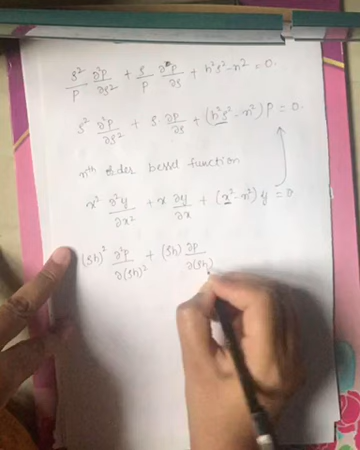 s²/P ∂²P/∂s² + s/P ∂P/∂s + h²s² - n² = 0.
s² ∂²P/∂s² + s. ∂P/∂s + (h²s² - n²)P = 0.
nth order bessel function
x² ∂²y/∂x² + x ∂y/∂x + (x² - n²) y = 0
(sh)² ∂²P/∂(sh)² + (sh) ∂P/∂(sh)